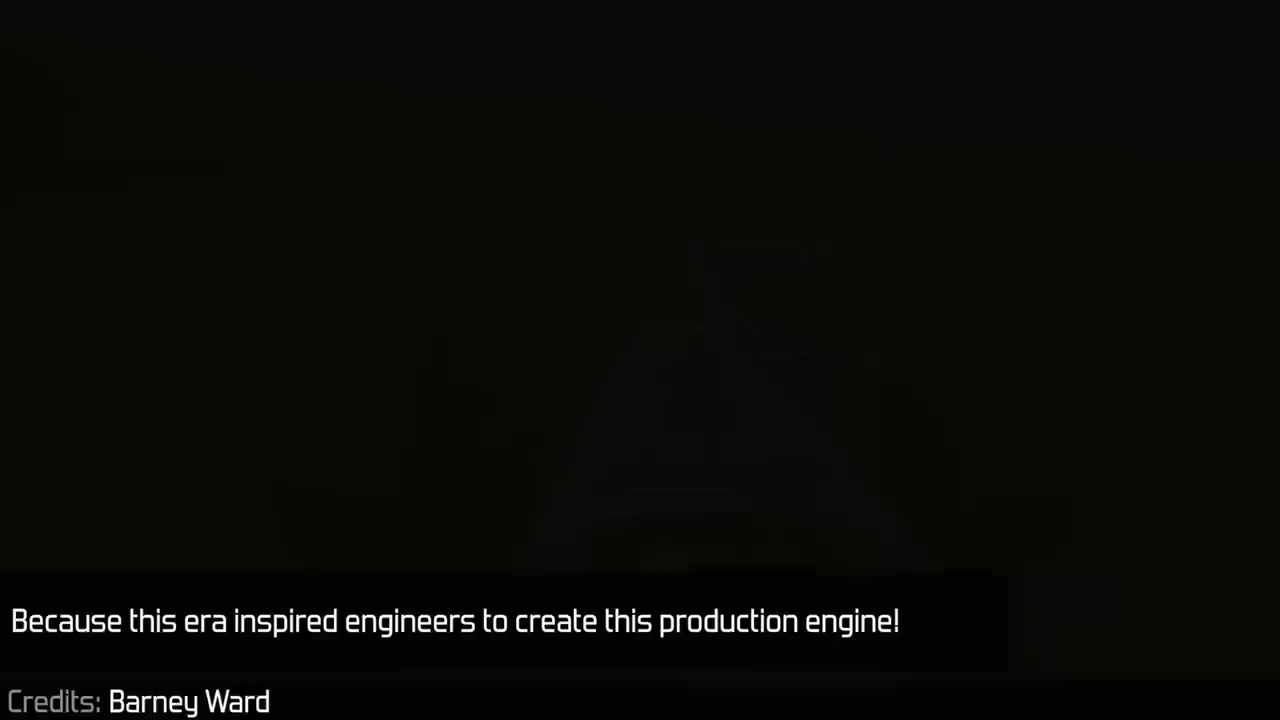 Because this era inspired engineers to create this production engine!
Credits: Barney Ward